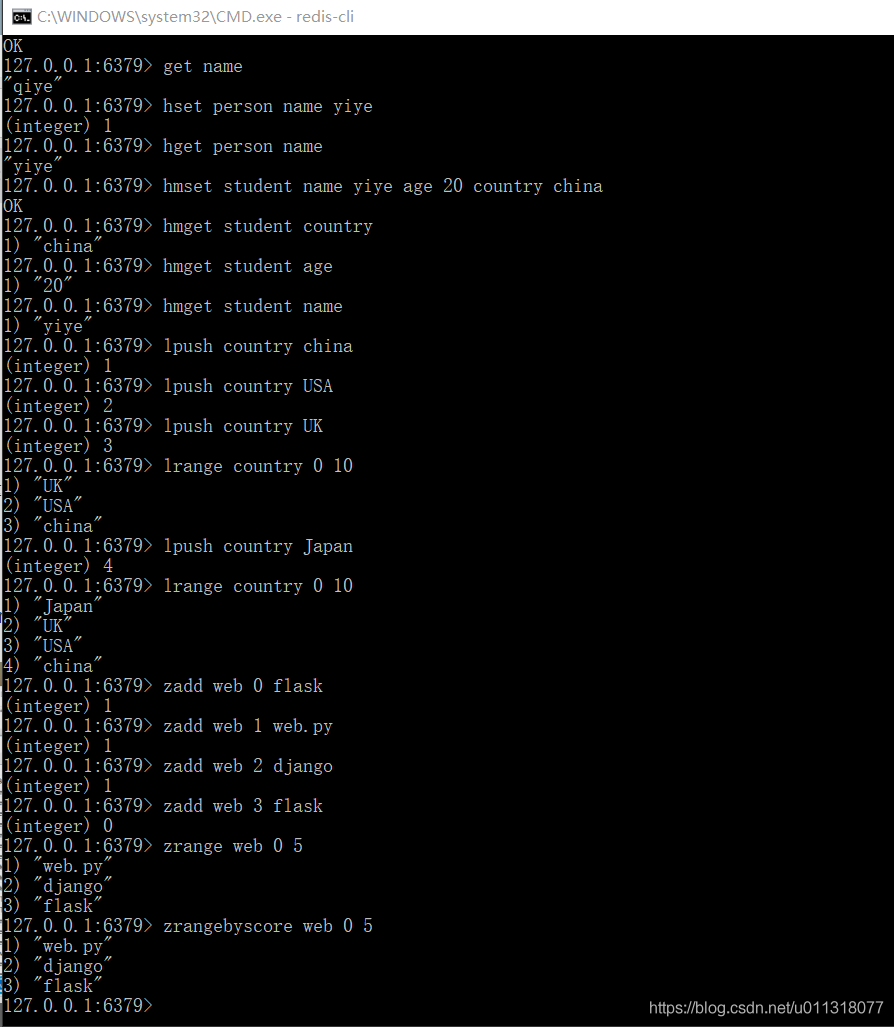 C:\WINDOWS\system32\CMD.exe - redis-cli
OK
127.0.0.1:6379> get name
"qiye"
127.0.0.1:6379> hset person name yiye
(integer) 1
127.0.0.1:6379> hget person name
"yiye"
127.0.0.1:6379> hmset student name yiye age 20 country china
OK
127.0.0.1:6379> hmget student country
1) "china"
127.0.0.1:6379> hmget student age
1) "20"
127.0.0.1:6379> hmget student name
1) "yiye"
127.0.0.1:6379> lpush country china
(integer) 1
127.0.0.1:6379> lpush country USA
(integer) 2
127.0.0.1:6379> lpush country UK
(integer) 3
127.0.0.1:6379> lrange country 0 10
1) "UK"
2) "USA"
3) "china"
127.0.0.1:6379> lpush country Japan
(integer) 4
127.0.0.1:6379> lrange country 0 10
1) "Japan"
2) "UK"
3) "USA"
4) "china"
127.0.0.1:6379> zadd web 0 flask
(integer) 1
127.0.0.1:6379> zadd web 1 web.py
(integer) 1
127.0.0.1:6379> zadd web 2 django
(integer) 1
127.0.0.1:6379> zadd web 3 flask
(integer) 0
127.0.0.1:6379> zrange web 0 5
1) "web.py"
2) "django"
3) "flask"
127.0.0.1:6379> zrangebyscore web 0 5
1) "web.py"
2) "django"
3) "flask"
127.0.0.1:6379>
https://blog.csdn.net/u011318077